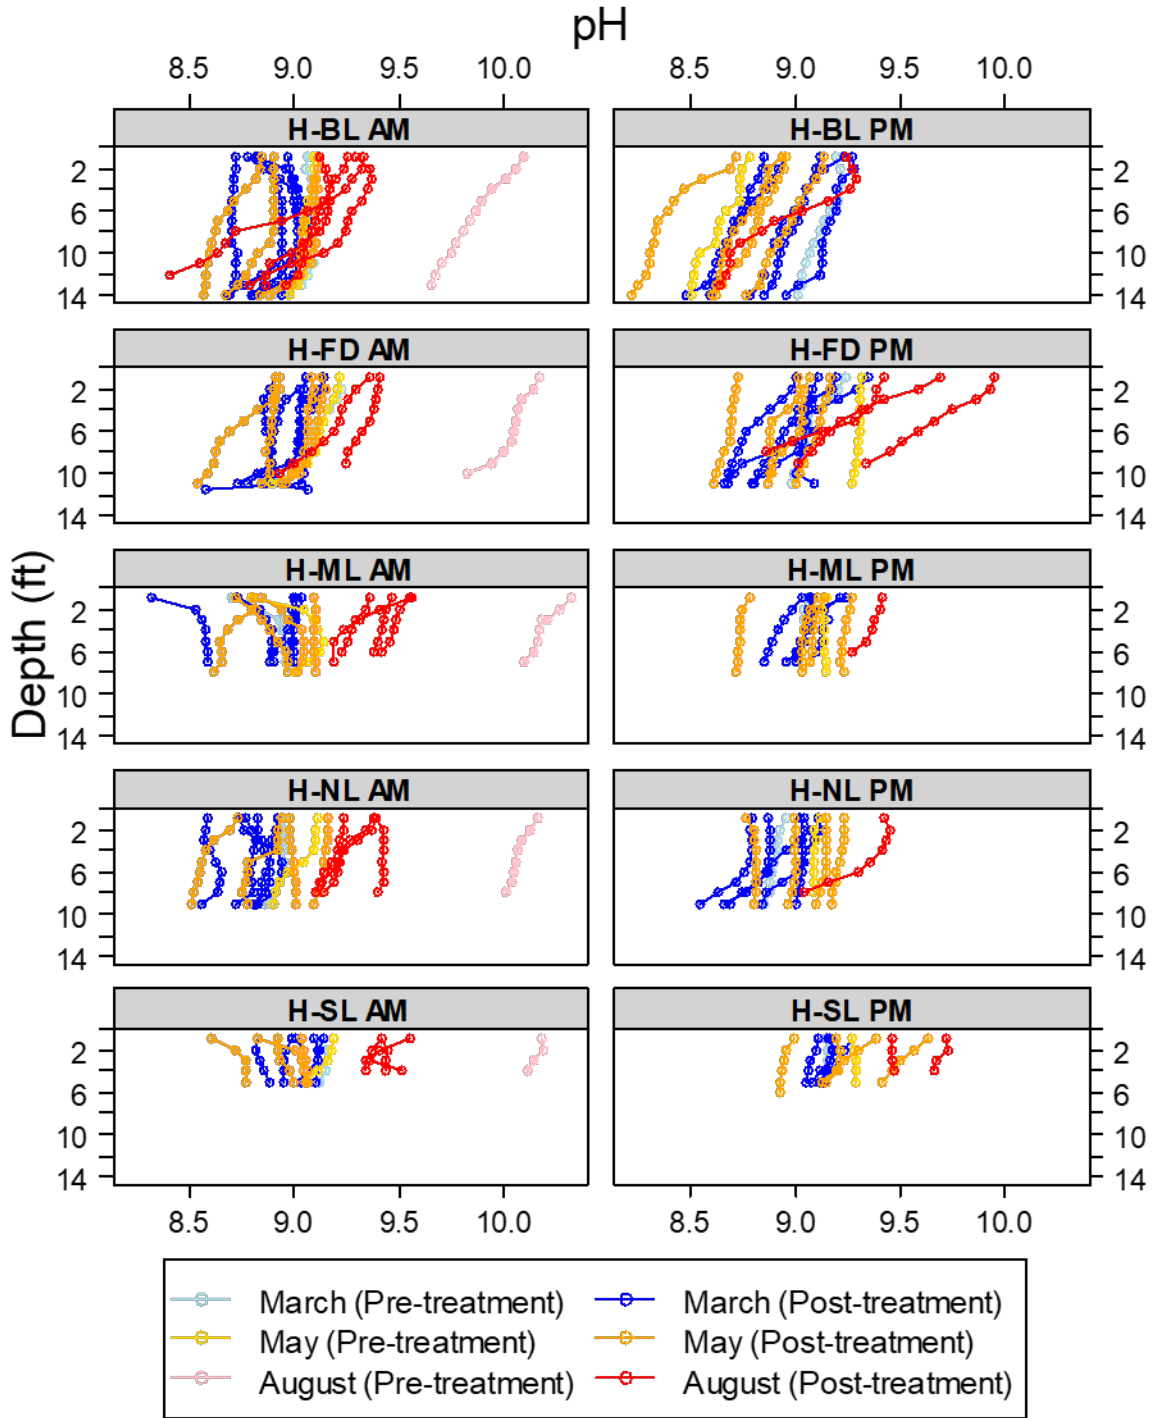 pH
8.5 9.0 9.5 10.0 8.5 9.0 9.5 10.0
H-BL AM H-BL PM
2 2
6 6
10 10
14 14
H-FD AM H-FD PM
2 2
6 6
10 10
14 14
H-ML AM H-ML PM
2 2
6 6
10 10
14 14
Depth (ft)
H-NL AM H-NL PM
2 2
6 6
10 10
14 14
H-SL AM H-SL PM
2 2
6 6
10 10
14 14
8.5 9.0 9.5 10.0 8.5 9.0 9.5 10.0
March (Pre-treatment) March (Post-treatment)
May (Pre-treatment) May (Post-treatment)
August (Pre-treatment) August (Post-treatment)